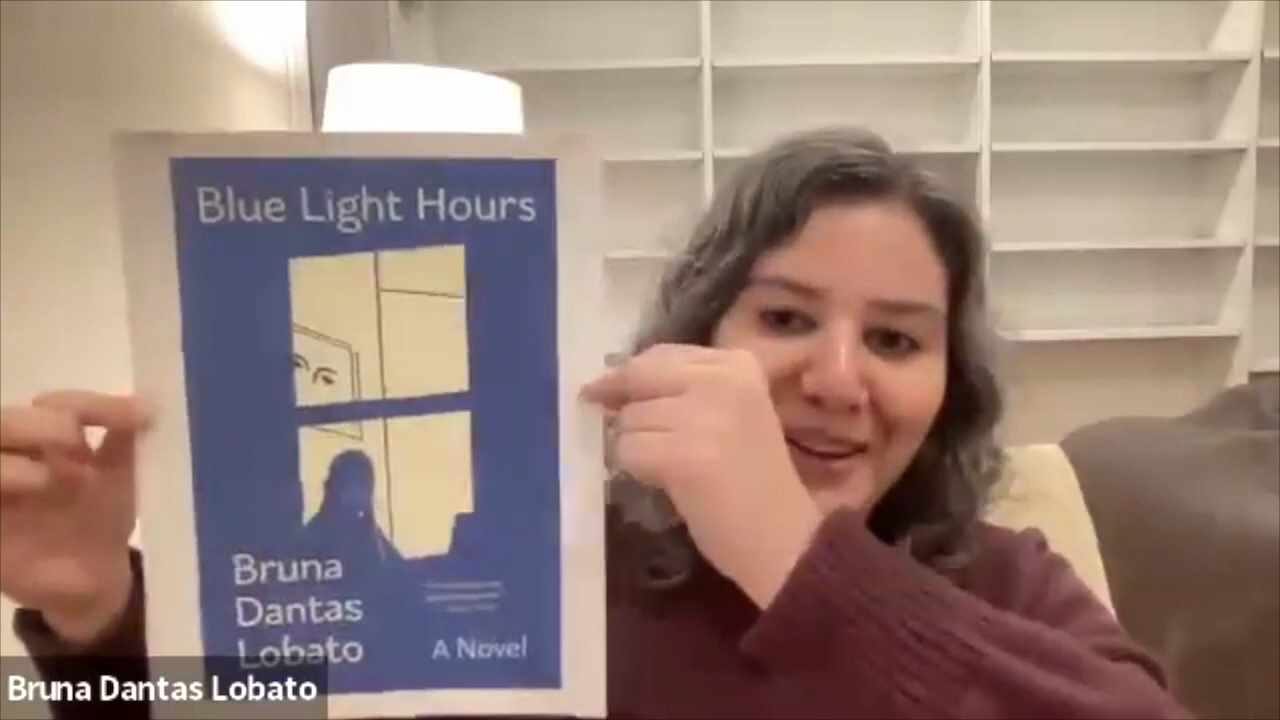 Blue Light Hours
Bruna
Dantas
Lobato
A Novel
Bruna Dantas Lobato